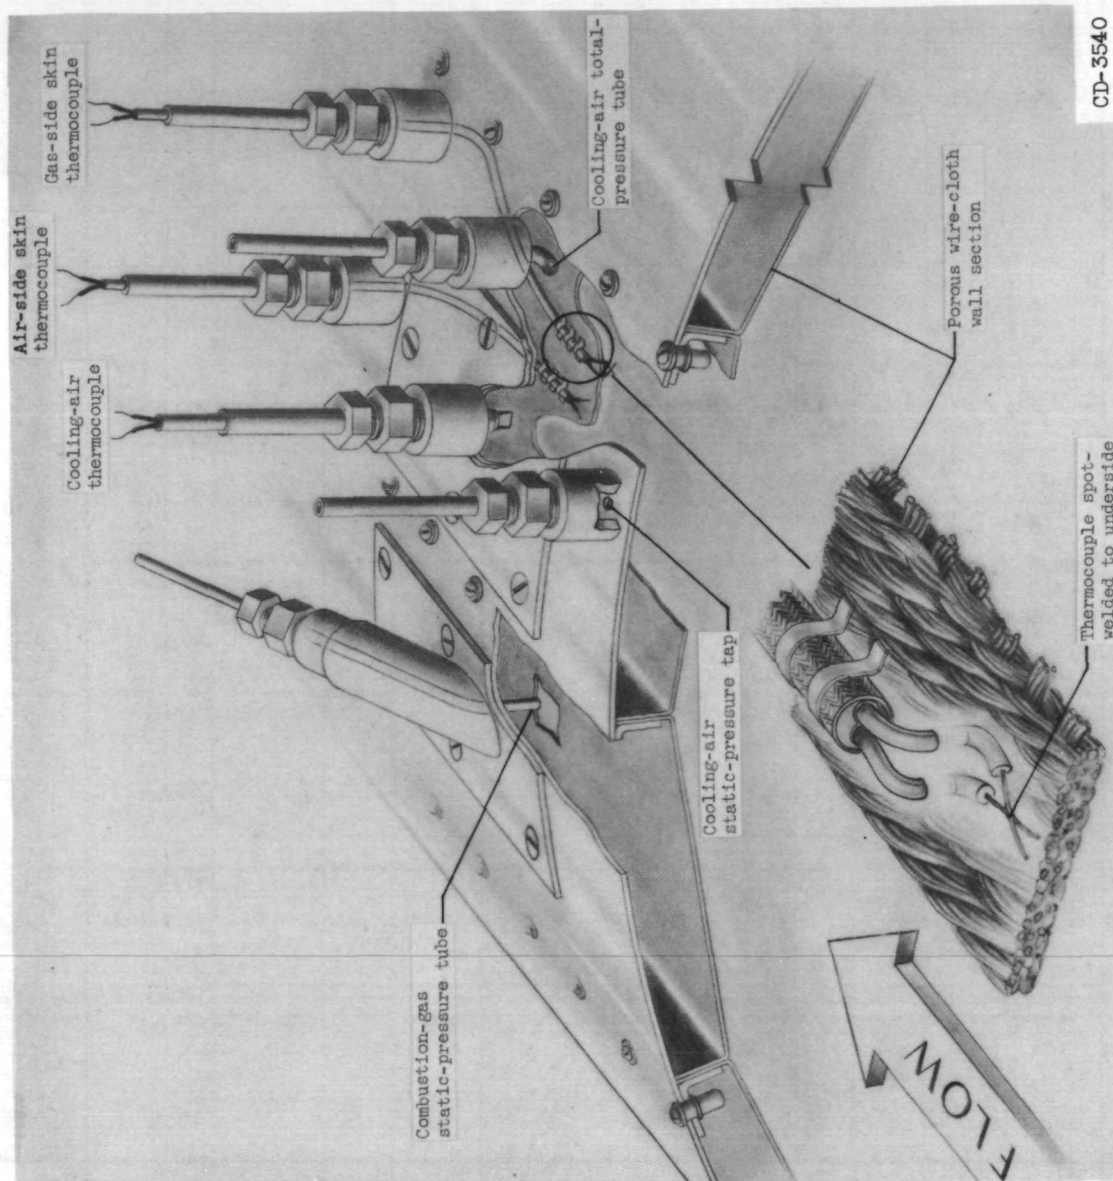 Gas-side skin
thermocouple
Air-side skin
thermocouple
Cooling-air
thermocouple
Cooling-air total-
pressure tube
Porous wire-cloth
wall section
Thermocouple spot-
welded to underside
Cooling-air
static-pressure tap
Combustion-gas
static-pressure tube
FLOW
CD-3540